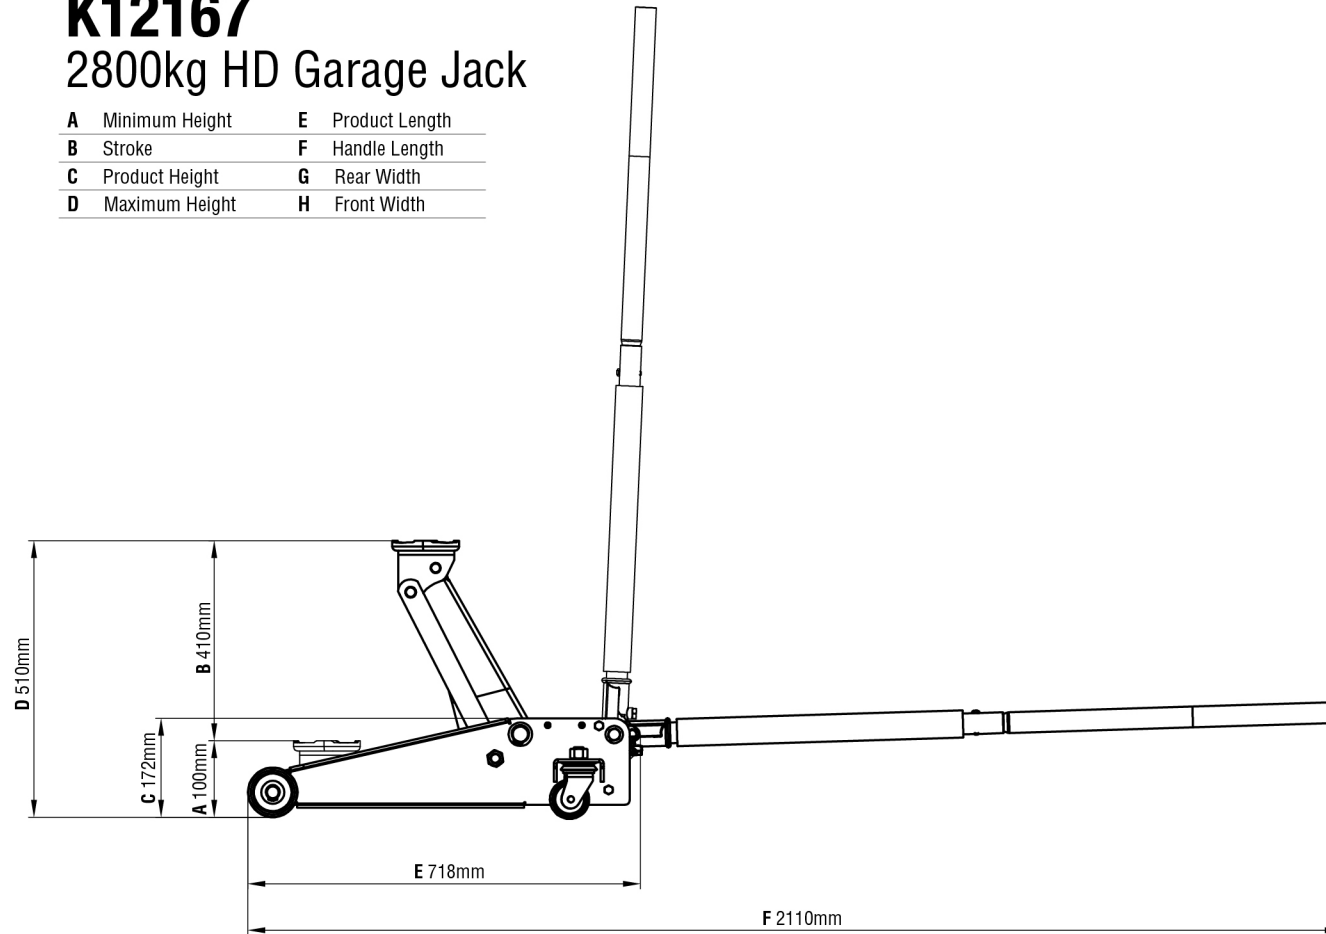 K12167
2800kg HD Garage Jack
A Minimum Height E Product Length
B Stroke F Handle Length
C Product Height G Rear Width
D Maximum Height H Front Width
D 510mm
B 410mm
C 172mm
A 100mm
E 718mm
F 2110mm